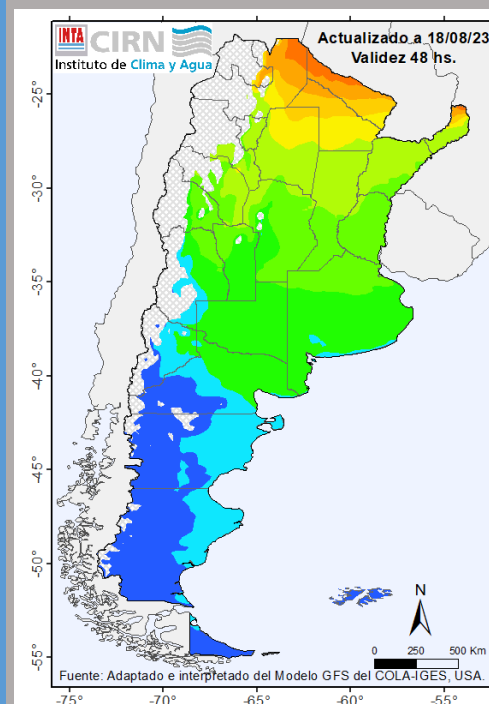 INTA CIRN
Instituto de Clima y Agua
Actualizado a 18/08/23
Validez 48 hs.
-25°
-30°
-35°
-40°
-45°
-50°
-55°
N
0 250 500 Km
Fuente: Adaptado e interpretado del Modelo GFS del COLA-IGES, USA.
-75° -70° -65° -60° -55°